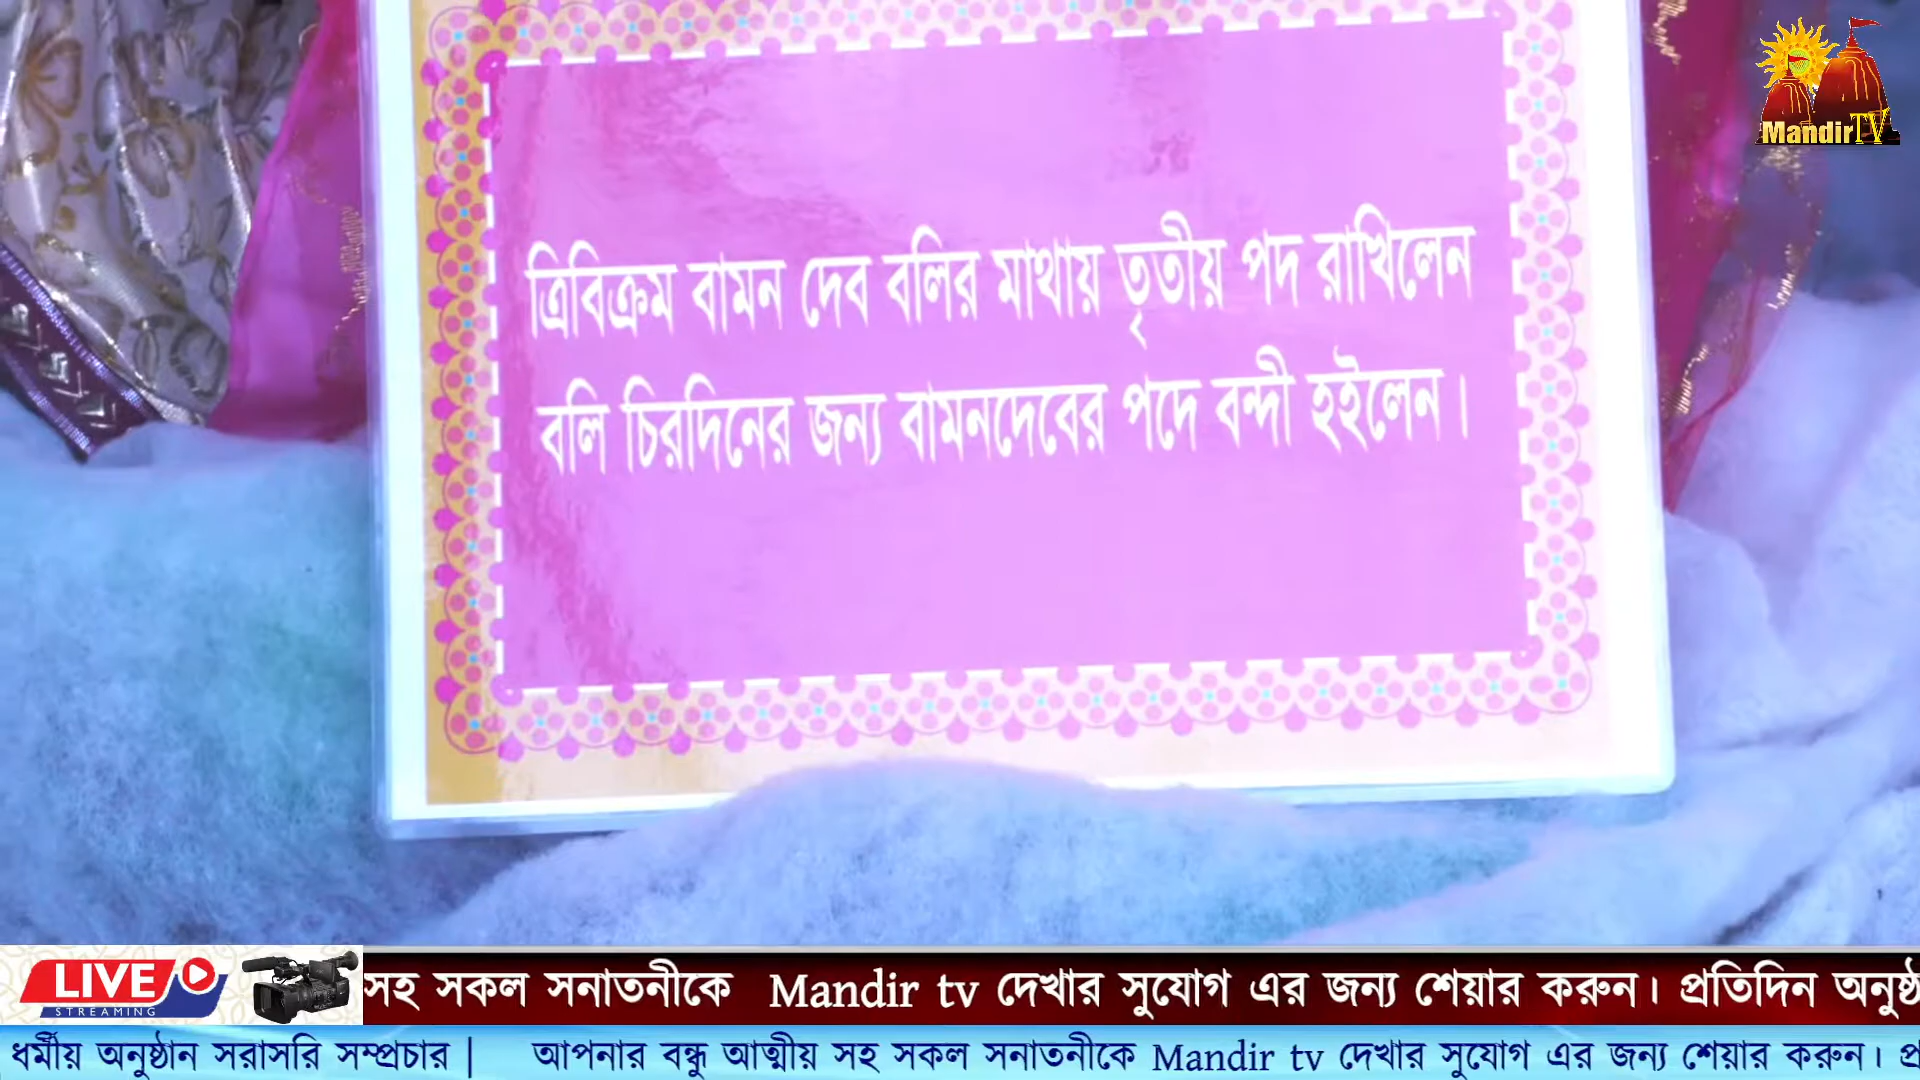 Mandir TV
ত্রিবিক্রম বামন দেব বলির মাথায় তৃতীয় পদ রাখিলেন
বলি চিরদিনের জন্য বামনদেবের পদে বন্দী হইলেন।
LIVE
STREAMING
সহ সকল সনাতনীকে Mandir tv দেখার সুযোগ এর জন্য শেয়ার করুন। প্রতিদিন
ধর্মীয় অনুষ্ঠান সরাসরি সম্প্রচার | আপনার বন্ধু আত্মীয় সহ সকল সনাতনীকে Mandir tv দেখার সুযোগ এর জন্য শেয়ার করুন।